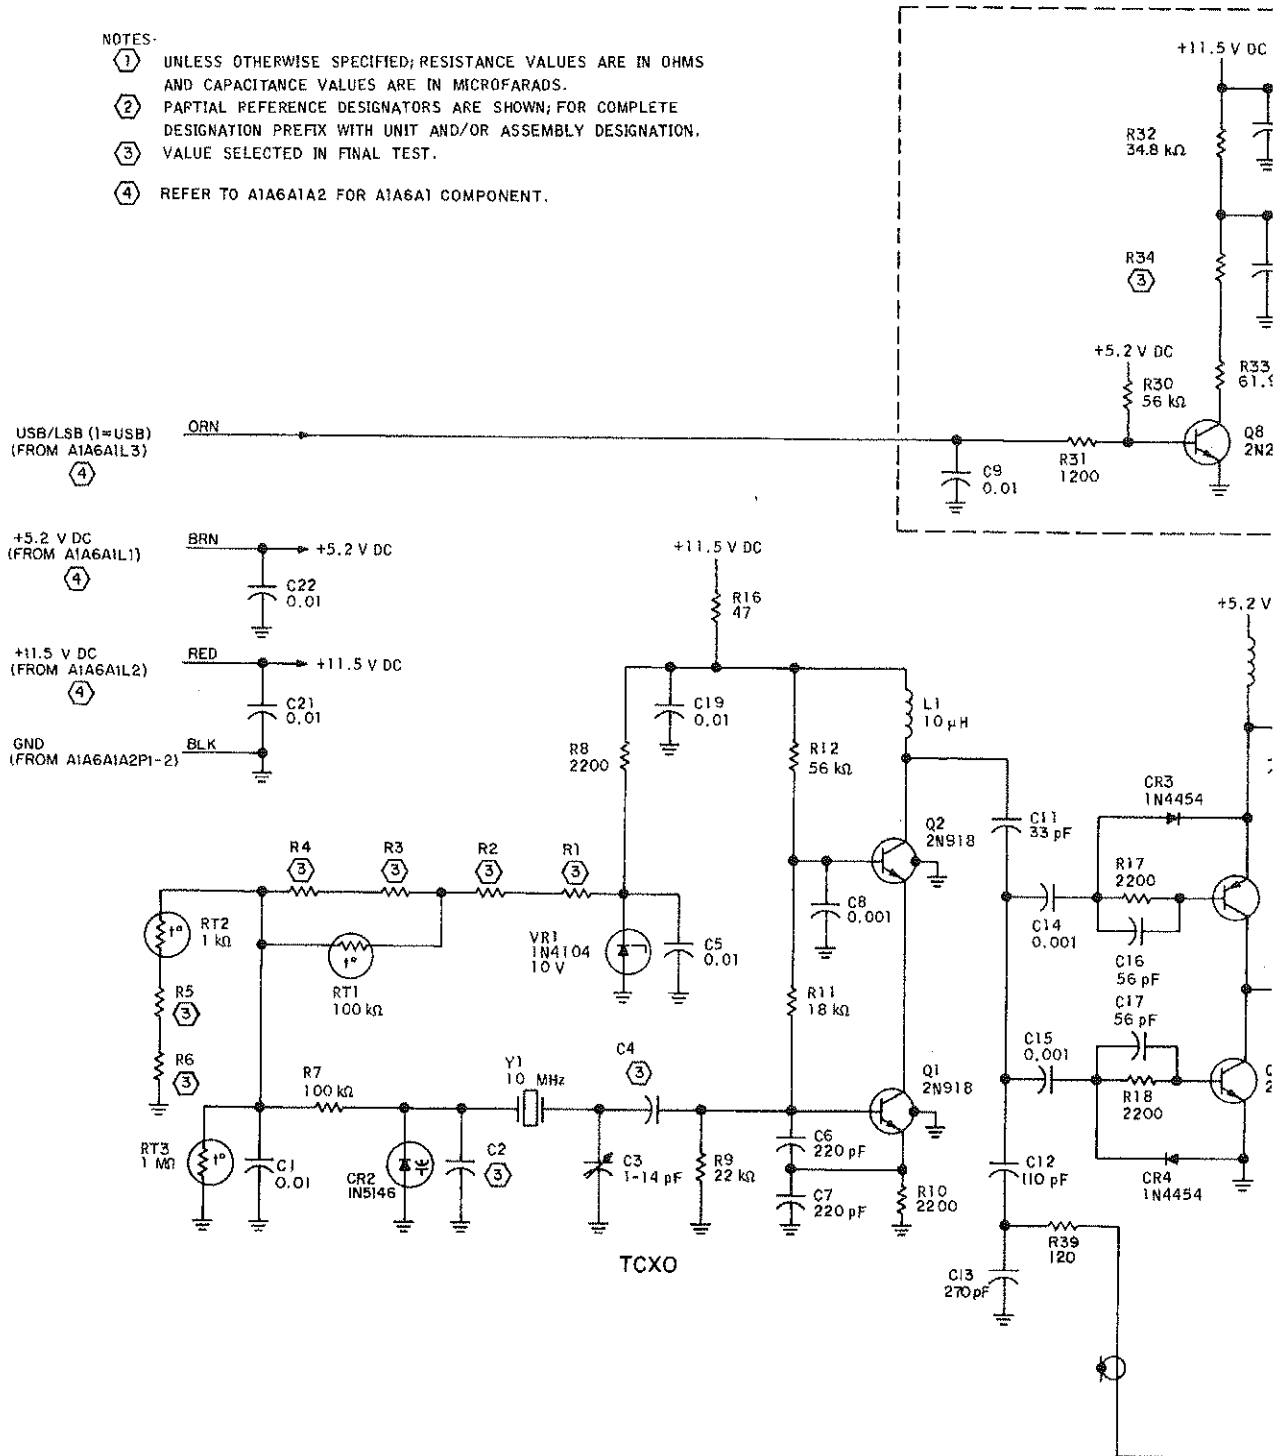 NOTES-
1 UNLESS OTHERWISE SPECIFIED; RESISTANCE VALUES ARE IN OHMS
AND CAPACITANCE VALUES ARE IN MICROFARADS.
2 PARTIAL REFERENCE DESIGNATORS ARE SHOWN; FOR COMPLETE
DESIGNATION PREFIX WITH UNIT AND/OR ASSEMBLY DESIGNATION.
3 VALUE SELECTED IN FINAL TEST.
4 REFER TO A1A6A1A2 FOR A1A6A1 COMPONENT.
+11.5 V DC
R32
34.8 kΩ
R34
3
+5.2 V DC
R30
56 kΩ
R33
61.9
USB/LSB (1=USB)
(FROM A1A6A1L3)
4
ORN
C9
0.01
R31
1200
Q8
2N2
+5.2 V DC
(FROM A1A6A1L1)
4
BRN
+5.2 V DC
C22
0.01
+11.5 V DC
(FROM A1A6A1L2)
4
RED
+11.5 V DC
C21
0.01
GND
(FROM A1A6A1A2P1-2)
BLK
+11.5 V DC
R16
47
+5.2 V
C19
0.01
L1
10 µH
R8
2200
R12
56 kΩ
CR3
1N4454
C11
33 pF
Q2
2N918
R17
2200
R4
3
R3
3
R2
3
R1
3
RT2
1 kΩ
t°
t°
RT1
100 kΩ
VR1
1N4104
10 V
C5
0.01
C8
0.001
C14
0.001
C16
56 pF
R5
3
R11
18 kΩ
C17
56 pF
R6
3
R7
100 kΩ
Y1
10 MHz
C4
3
C15
0.001
Q1
2N918
R18
2200
Q
2
RT3
1 MΩ
t°
C1
0.01
CR2
1N5146
C2
3
C3
1-14 pF
R9
22 kΩ
C6
220 pF
C7
220 pF
R10
2200
C12
110 pF
CR4
1N4454
R39
120
TCXO
C13
270 pF